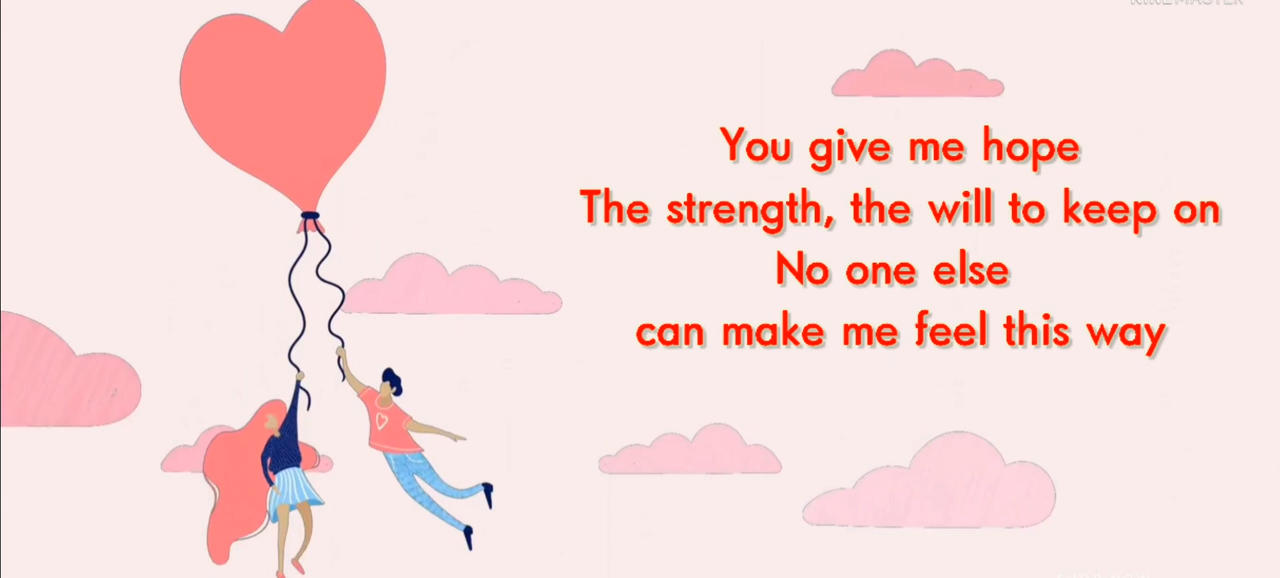 You give me hope
The strength, the will to keep on
No one else
can make me feel this way